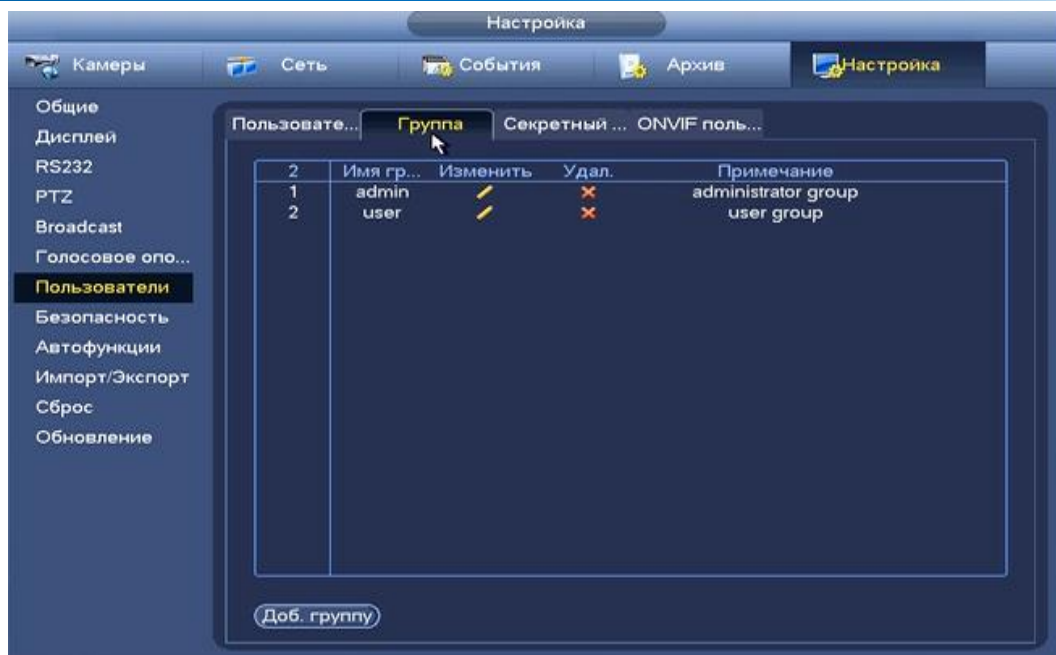 Настройка
Камеры Сеть События Архив Настройка
Общие
Дисплей
RS232
PTZ
Broadcast
Голосовое опо...
Пользователи
Безопасность
Автофункции
Импорт/Экспорт
Сброс
Обновление
Пользовате... Группа Секретный ... ONVIF поль...
2 Имя гр... Изменить Удал. Примечание
1 admin administrator group
2 user user group
Доб. группу